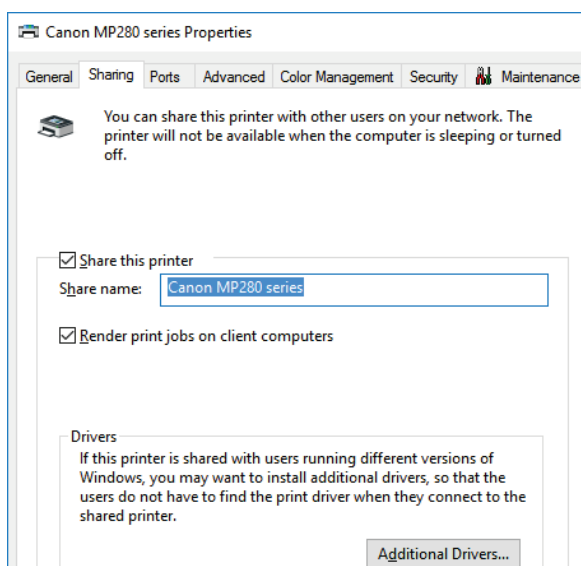 Canon MP280 series Properties
General Sharing Ports Advanced Color Management Security Maintenance
You can share this printer with other users on your network. The
printer will not be available when the computer is sleeping or turned
off.
Share this printer
Share name: Canon MP280 series
Render print jobs on client computers
Drivers
If this printer is shared with users running different versions of
Windows, you may want to install additional drivers, so that the
users do not have to find the print driver when they connect to the
shared printer.
Additional Drivers...